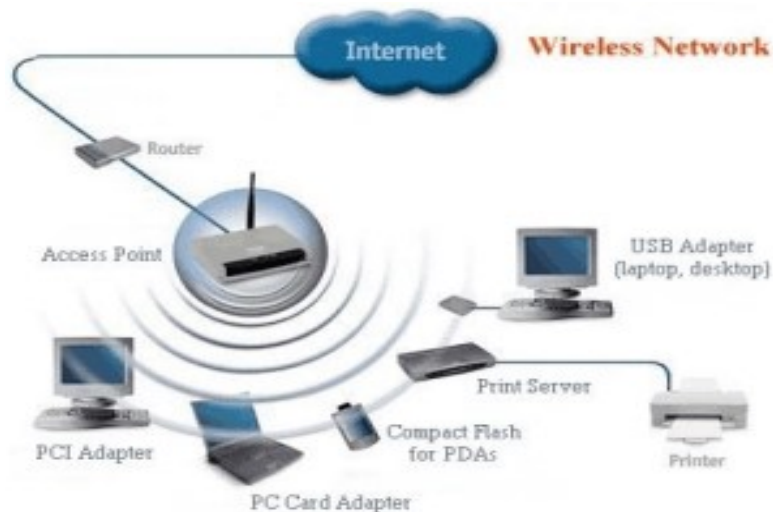 Internet
Wireless Network
Router
Access Point
USB Adapter
(laptop, desktop)
Print Server
PCI Adapter
Compact Flash
for PDAs
Printer
PC Card Adapter